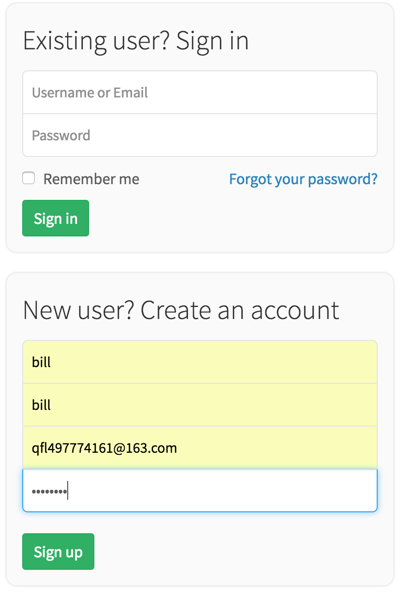 Existing user? Sign in
Username or Email
Password
Remember me Forgot your password?
Sign in
New user? Create an account
bill
bill
qfl497774161@163.com
••••••••
Sign up